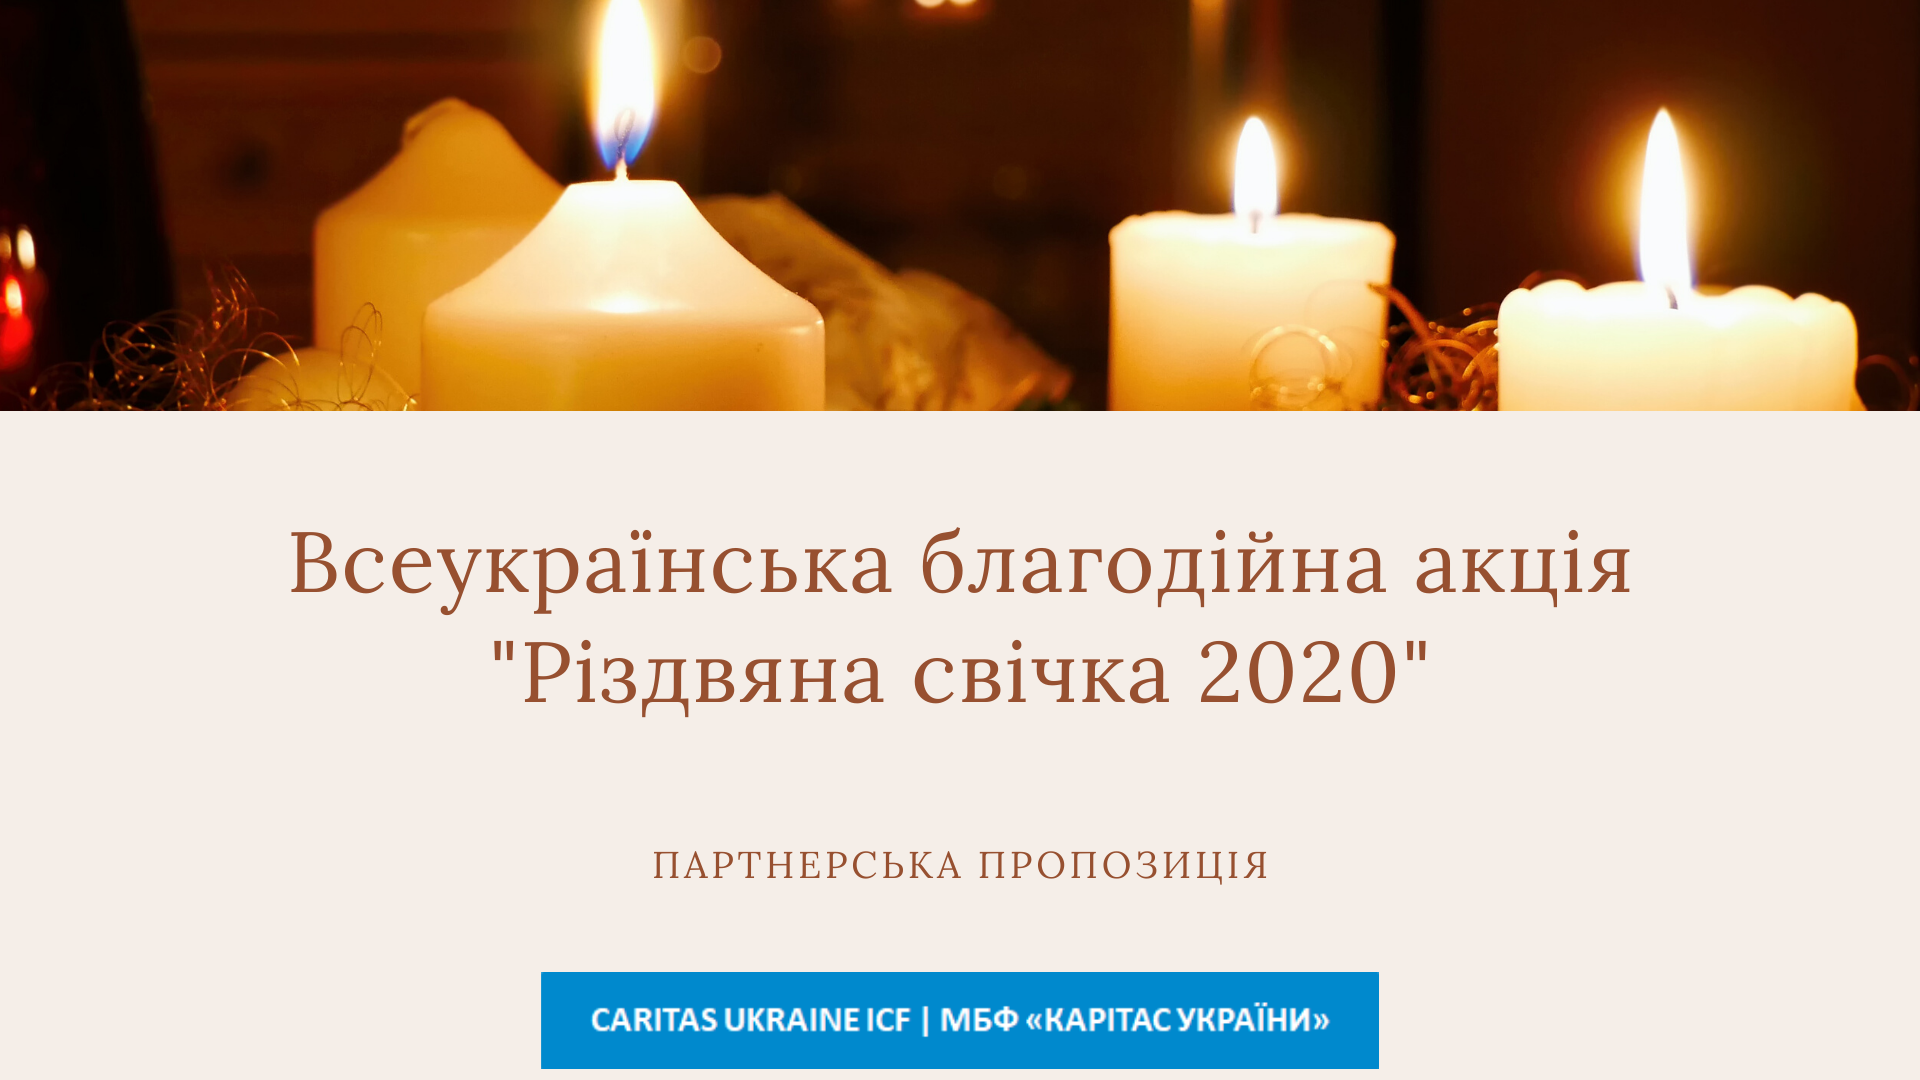 Всеукраїнська благодійна акція
"Різдвяна свічка 2020"
ПАРТНЕРСЬКА ПРОПОЗИЦІЯ
CARITAS UKRAINE ICF | МБФ «КАРІТАС УКРАЇНИ»